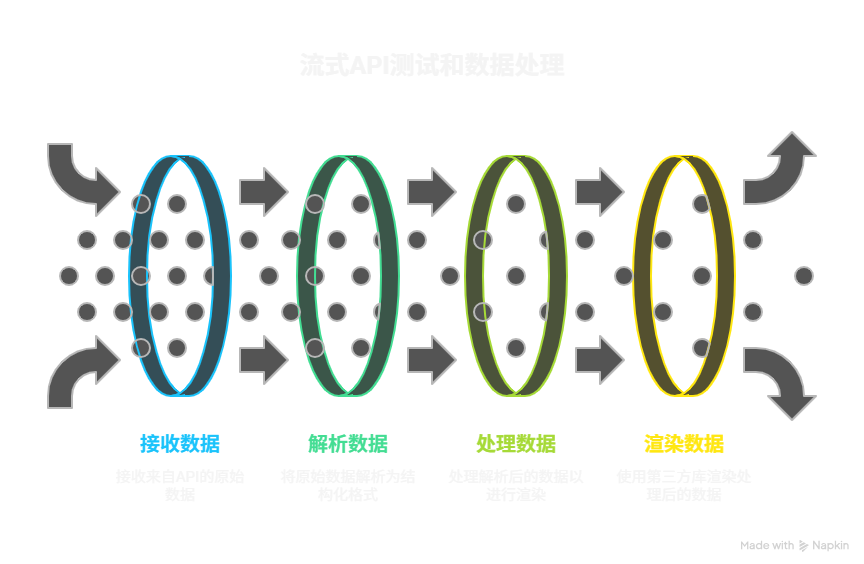 流式API测试和数据处理
接收数据
解析数据
处理数据
渲染数据
接收来自API的原始
数据
将原始数据解析为结
构化格式
处理解析后的数据以
进行渲染
使用第三方库渲染处
理后的数据
Made with Napkin